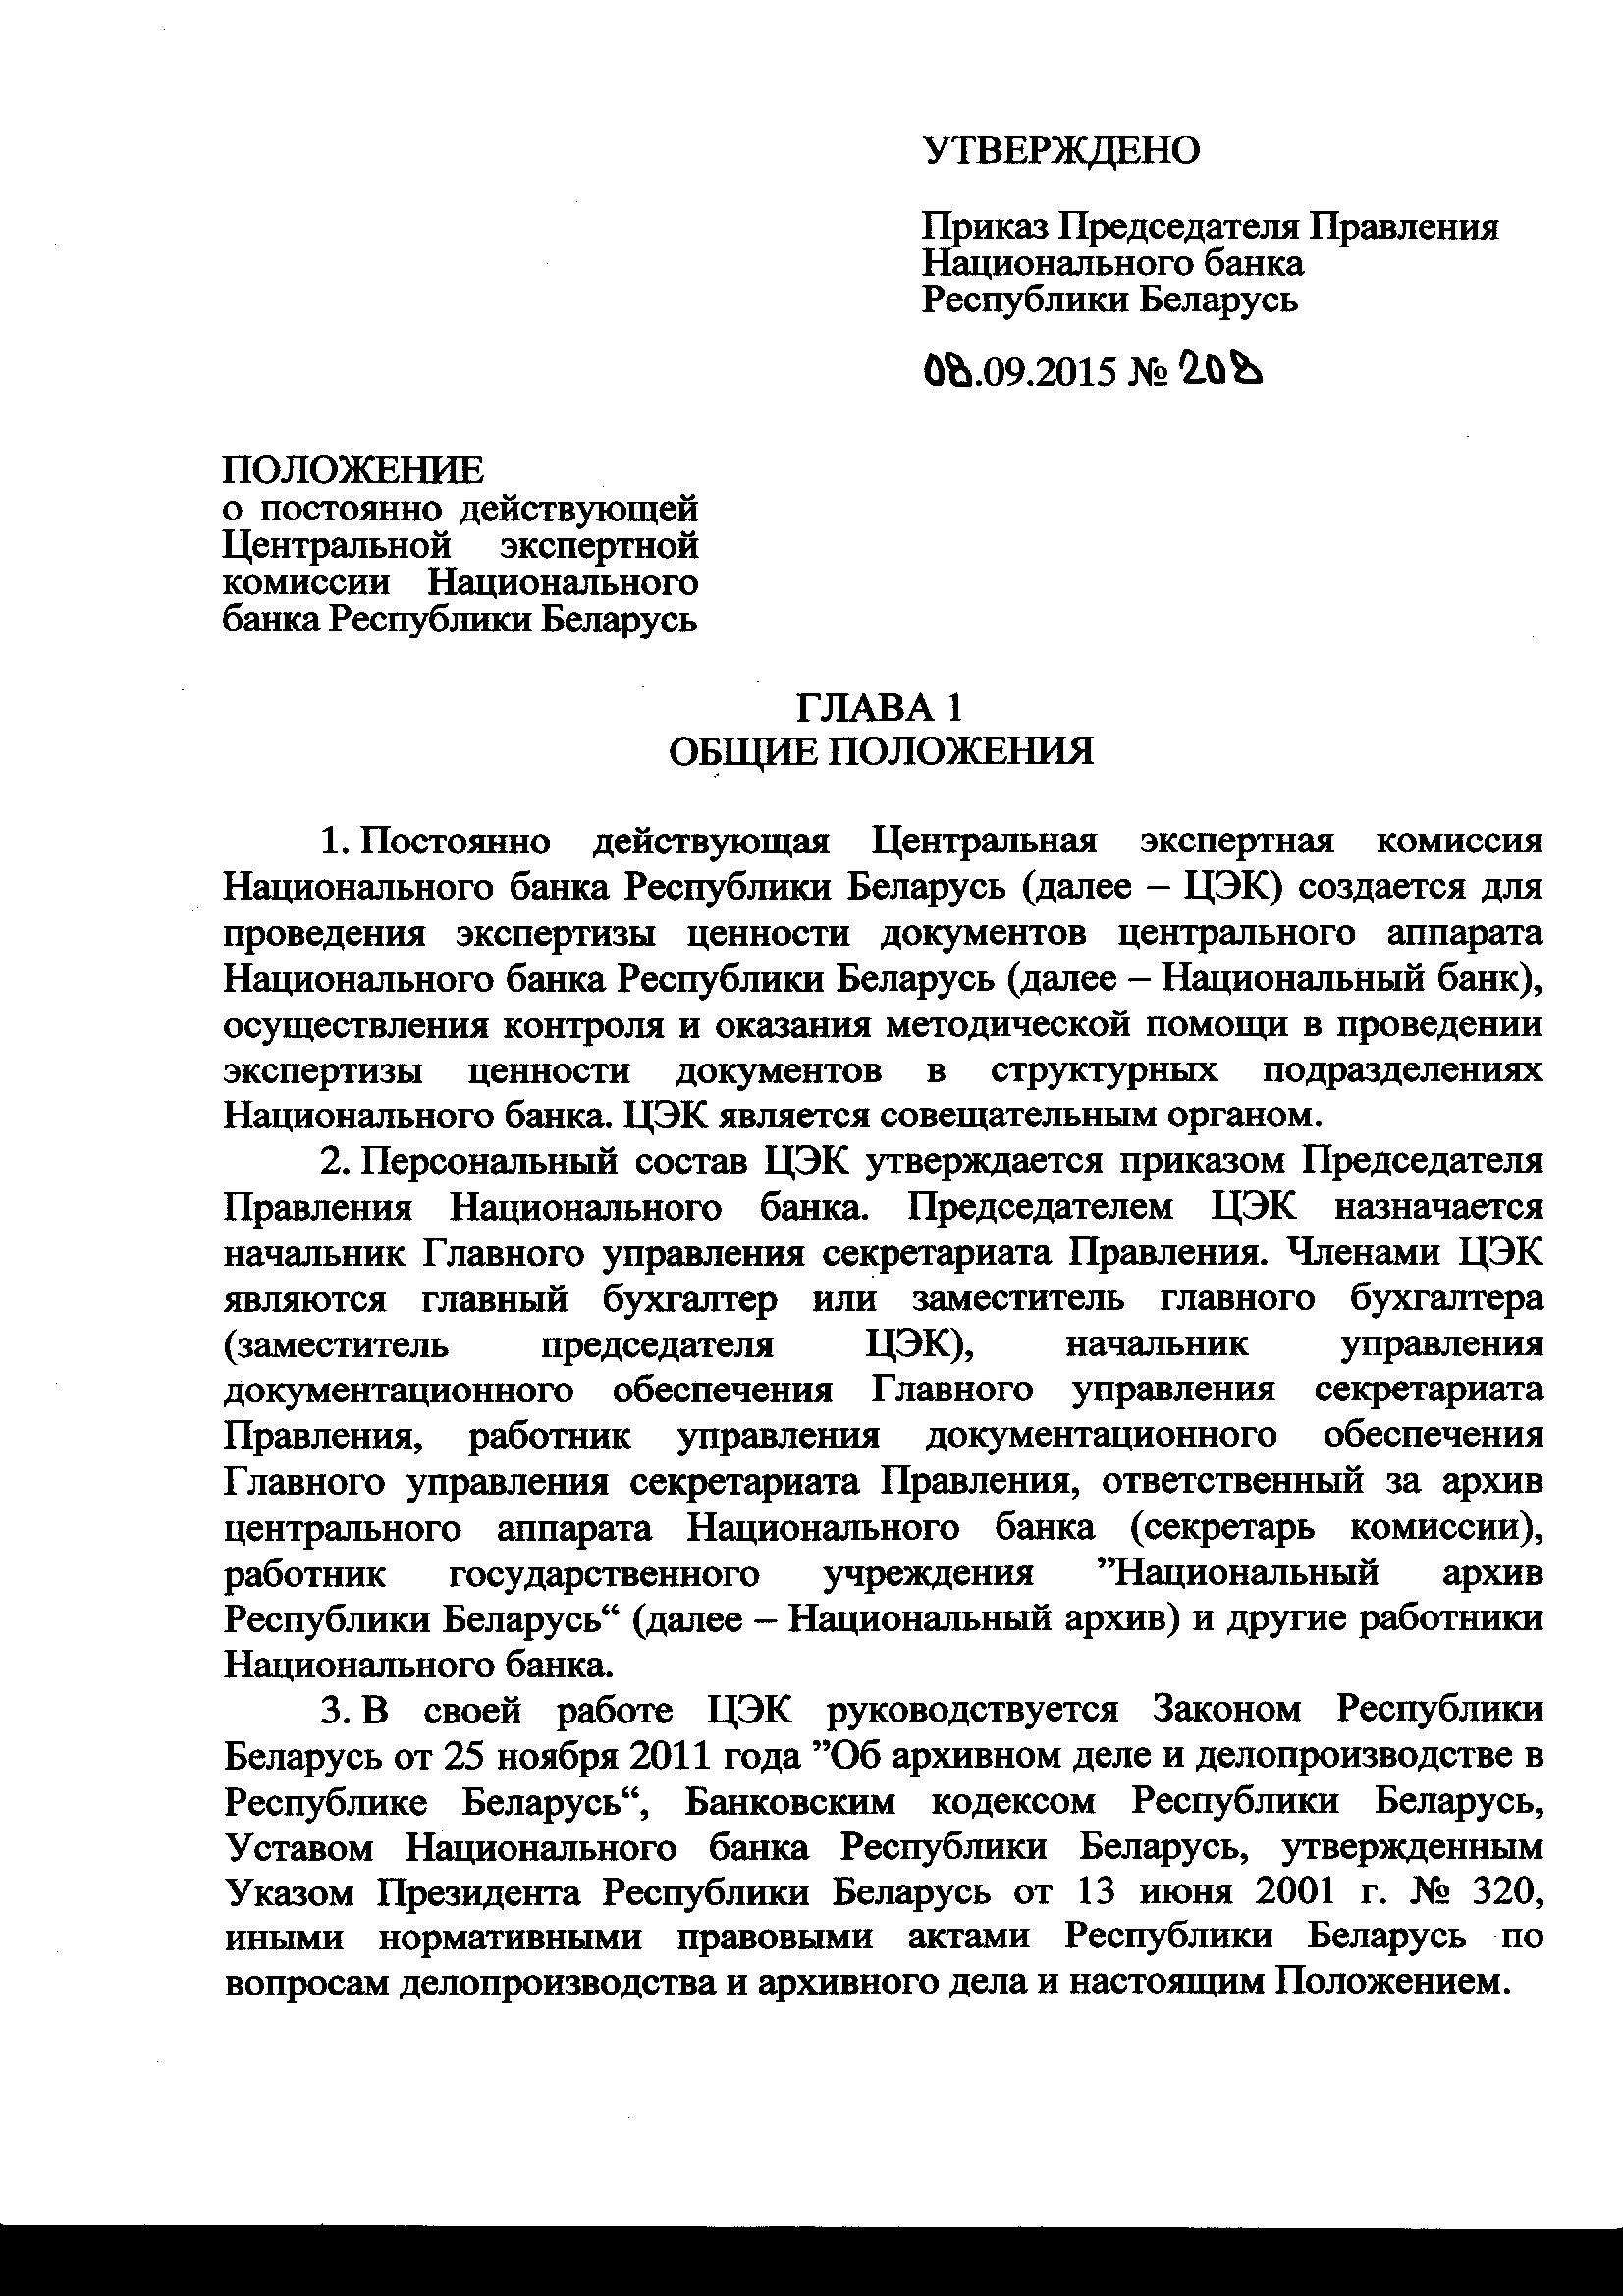 УТВЕРЖДЕНО
Приказ Председателя Правления
Национального банка
Республики Беларусь
08.09.2015 № 208
ПОЛОЖЕНИЕ
о постоянно действующей
Центральной экспертной
комиссии Национального
банка Республики Беларусь
ГЛАВА 1
ОБЩИЕ ПОЛОЖЕНИЯ
1. Постоянно действующая Центральная экспертная комиссия
Национального банка Республики Беларусь (далее – ЦЭК) создается для
проведения экспертизы ценности документов центрального аппарата
Национального банка Республики Беларусь (далее – Национальный банк),
осуществления контроля и оказания методической помощи в проведении
экспертизы ценности документов в структурных подразделениях
Национального банка. ЦЭК является совещательным органом.
2. Персональный состав ЦЭК утверждается приказом Председателя
Правления Национального банка. Председателем ЦЭК назначается
начальник Главного управления секретариата Правления. Членами ЦЭК
являются главный бухгалтер или заместитель главного бухгалтера
(заместитель председателя ЦЭК), начальник управления
документационного обеспечения Главного управления секретариата
Правления, работник управления документационного обеспечения
Главного управления секретариата Правления, ответственный за архив
центрального аппарата Национального банка (секретарь комиссии),
работник государственного учреждения ”Национальный архив
Республики Беларусь“ (далее – Национальный архив) и другие работники
Национального банка.
3. В своей работе ЦЭК руководствуется Законом Республики
Беларусь от 25 ноября 2011 года ”Об архивном деле и делопроизводстве в
Республике Беларусь“, Банковским кодексом Республики Беларусь,
Уставом Национального банка Республики Беларусь, утвержденным
Указом Президента Республики Беларусь от 13 июня 2001 г. № 320,
иными нормативными правовыми актами Республики Беларусь по
вопросам делопроизводства и архивного дела и настоящим Положением.